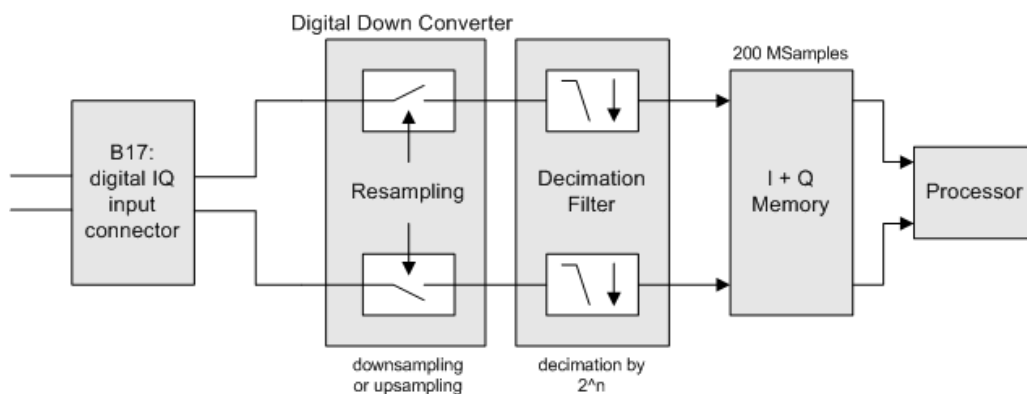 Digital Down Converter
200 MSamples
B17:
digital IQ
input
connector
Resampling
Decimation
Filter
I + Q
Memory
Processor
downsampling
or upsampling
decimation by
2^n